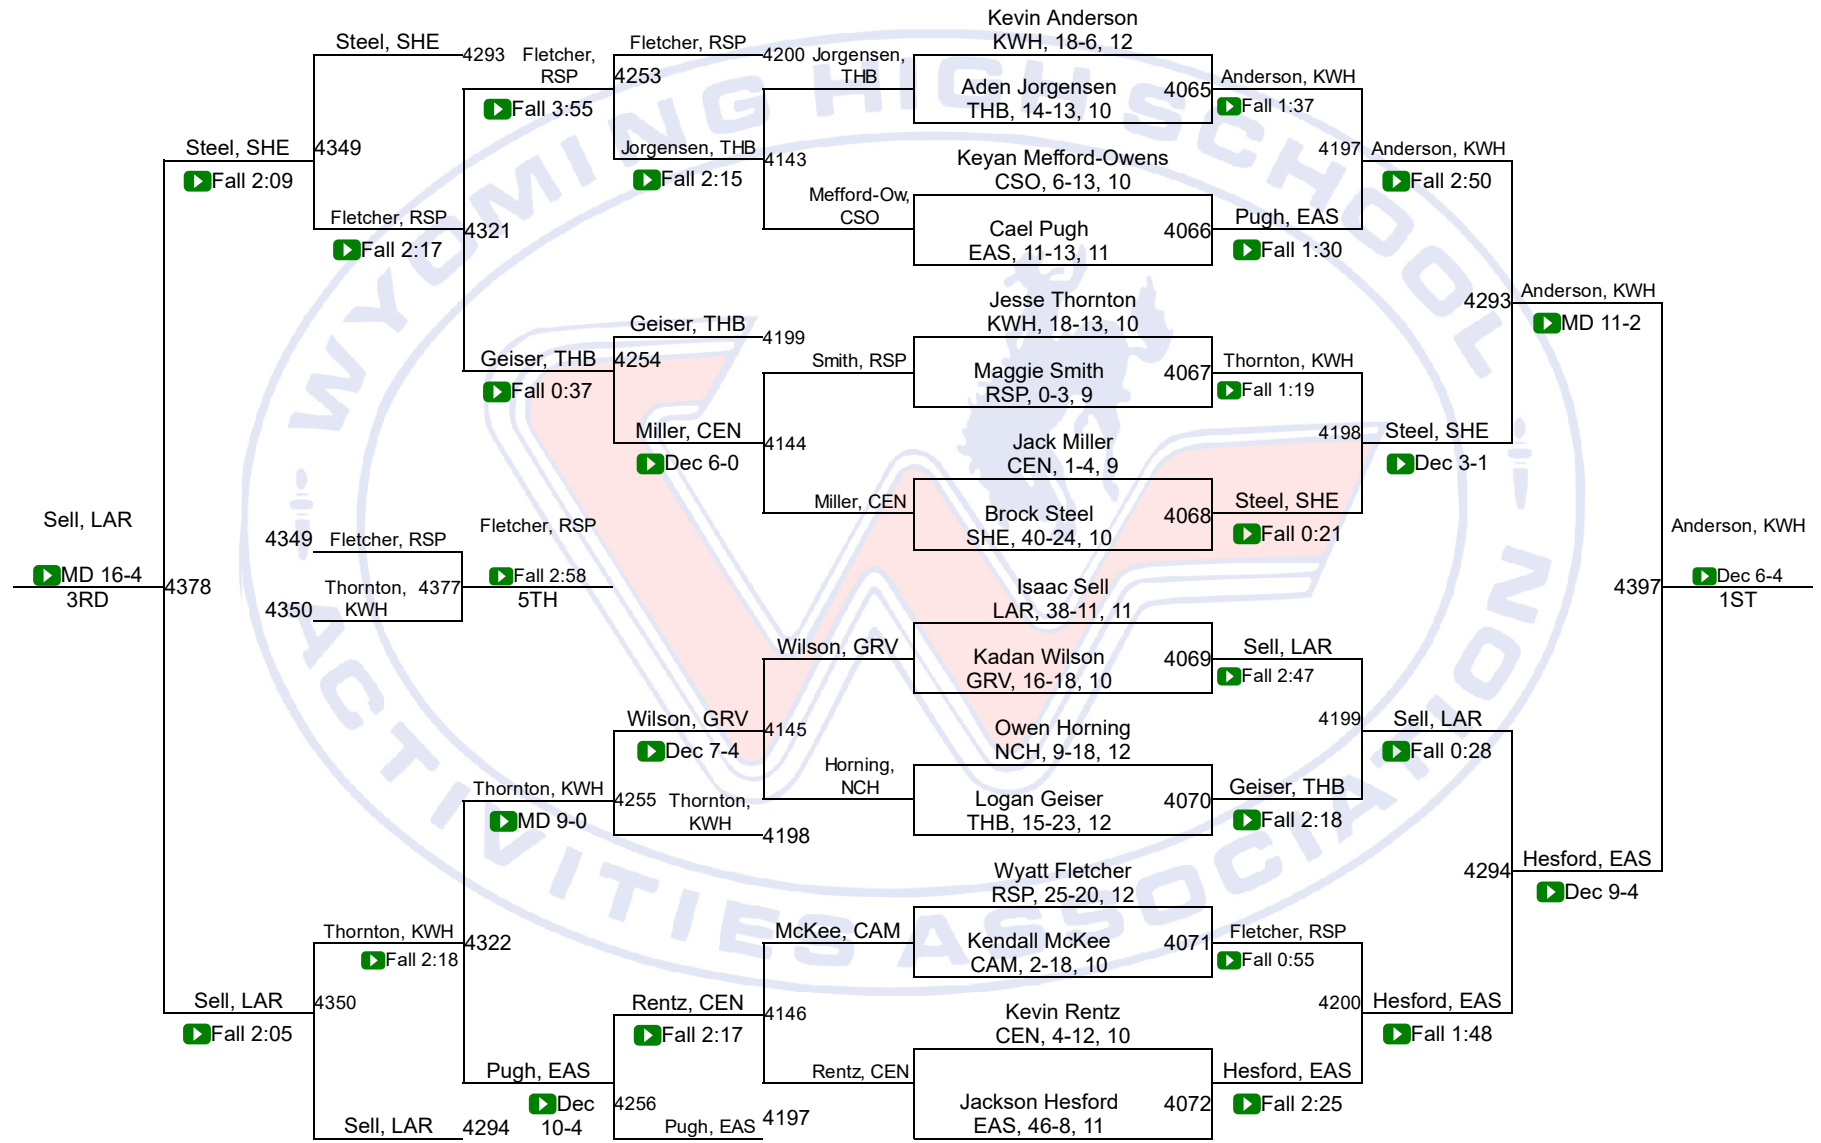 WYOMING HIGH SCHOOL
ACTIVITIES ASSOCIATION
Kevin Anderson
KWH, 18-6, 12
Aden Jorgensen
THB, 14-13, 10
4065
Keyan Mefford-Owens
CSO, 6-13, 10
Cael Pugh
EAS, 11-13, 11
4066
Jesse Thornton
KWH, 18-13, 10
Maggie Smith
RSP, 0-3, 9
4067
Jack Miller
CEN, 1-4, 9
Brock Steel
SHE, 40-24, 10
4068
Isaac Sell
LAR, 38-11, 11
Kadan Wilson
GRV, 16-18, 10
4069
Owen Horning
NCH, 9-18, 12
Logan Geiser
THB, 15-23, 12
4070
Wyatt Fletcher
RSP, 25-20, 12
Kendall McKee
CAM, 2-18, 10
4071
Kevin Rentz
CEN, 4-12, 10
Jackson Hesford
EAS, 46-8, 11
4072
Anderson, KWH
Fall 1:37
Pugh, EAS
Fall 1:30
Thornton, KWH
Fall 1:19
Steel, SHE
Fall 0:21
Sell, LAR
Fall 2:47
Geiser, THB
Fall 2:18
Fletcher, RSP
Fall 0:55
Hesford, EAS
Fall 2:25
4197
Anderson, KWH
Fall 2:50
4198
Steel, SHE
Dec 3-1
4199
Sell, LAR
Fall 0:28
4200
Hesford, EAS
Fall 1:48
4293
Anderson, KWH
MD 11-2
4294
Hesford, EAS
Dec 9-4
4397
Anderson, KWH
Dec 6-4
1ST
Jorgensen,
THB
Mefford-Ow,
CSO
Smith, RSP
Miller, CEN
Wilson, GRV
Horning,
NCH
McKee, CAM
Rentz, CEN
Fletcher, RSP
4200
Jorgensen, THB
4143
Fall 2:15
Geiser, THB
4199
Miller, CEN
4144
Dec 6-0
Wilson, GRV
4145
Dec 7-4
Thornton,
KWH
4198
Rentz, CEN
4146
Fall 2:17
Pugh, EAS
4197
Fletcher,
RSP
4253
Fall 3:55
Geiser, THB
4254
Fall 0:37
Thornton, KWH
4255
MD 9-0
Pugh, EAS
4256
Dec
10-4
Steel, SHE
4293
Fletcher, RSP
4321
Fall 2:17
Thornton, KWH
4322
Fall 2:18
Sell, LAR
4294
Steel, SHE
4349
Fall 2:09
Sell, LAR
4350
Fall 2:05
4349
Fletcher, RSP
4350
Thornton,
KWH
4377
Fletcher, RSP
Fall 2:58
5TH
Sell, LAR
MD 16-4
3RD
4378